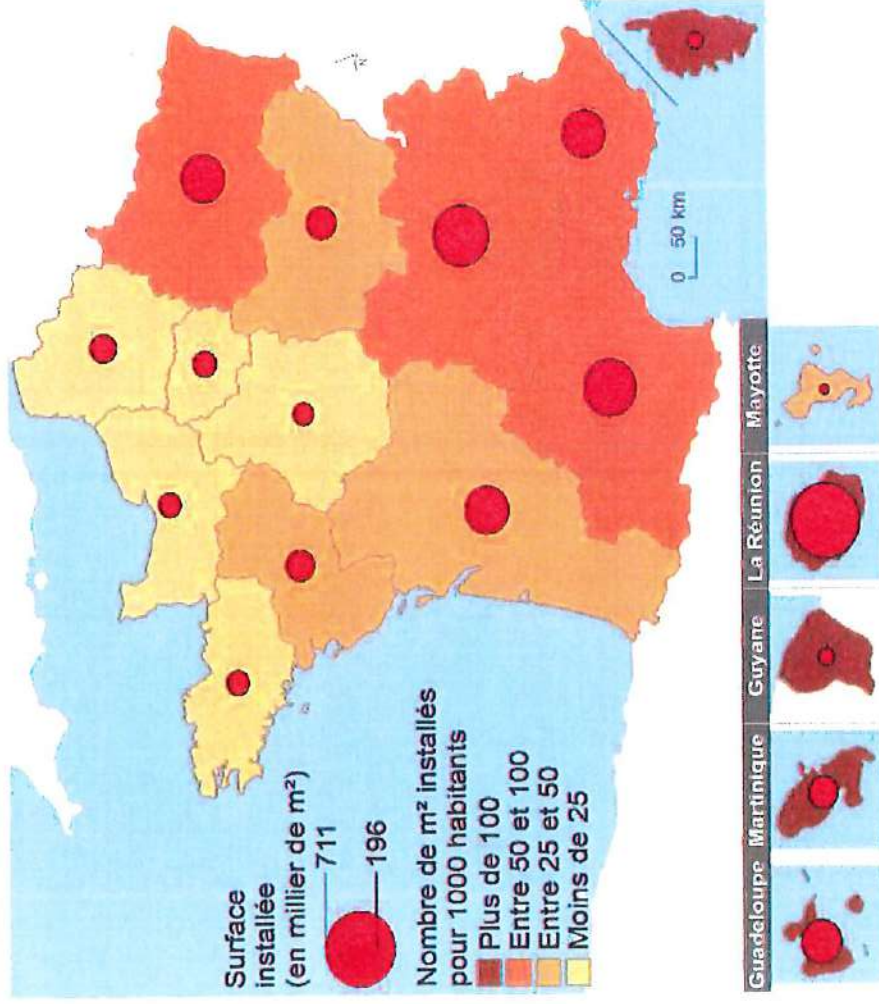 Surface
installée
(en millier de m²)
711
196
Nombre de m² installés
pour 1000 habitants
Plus de 100
Entre 50 et 100
Entre 25 et 50
Moins de 25
0 50 km
Guadeloupe
Martinique
Guyane
La Réunion
Mayotte